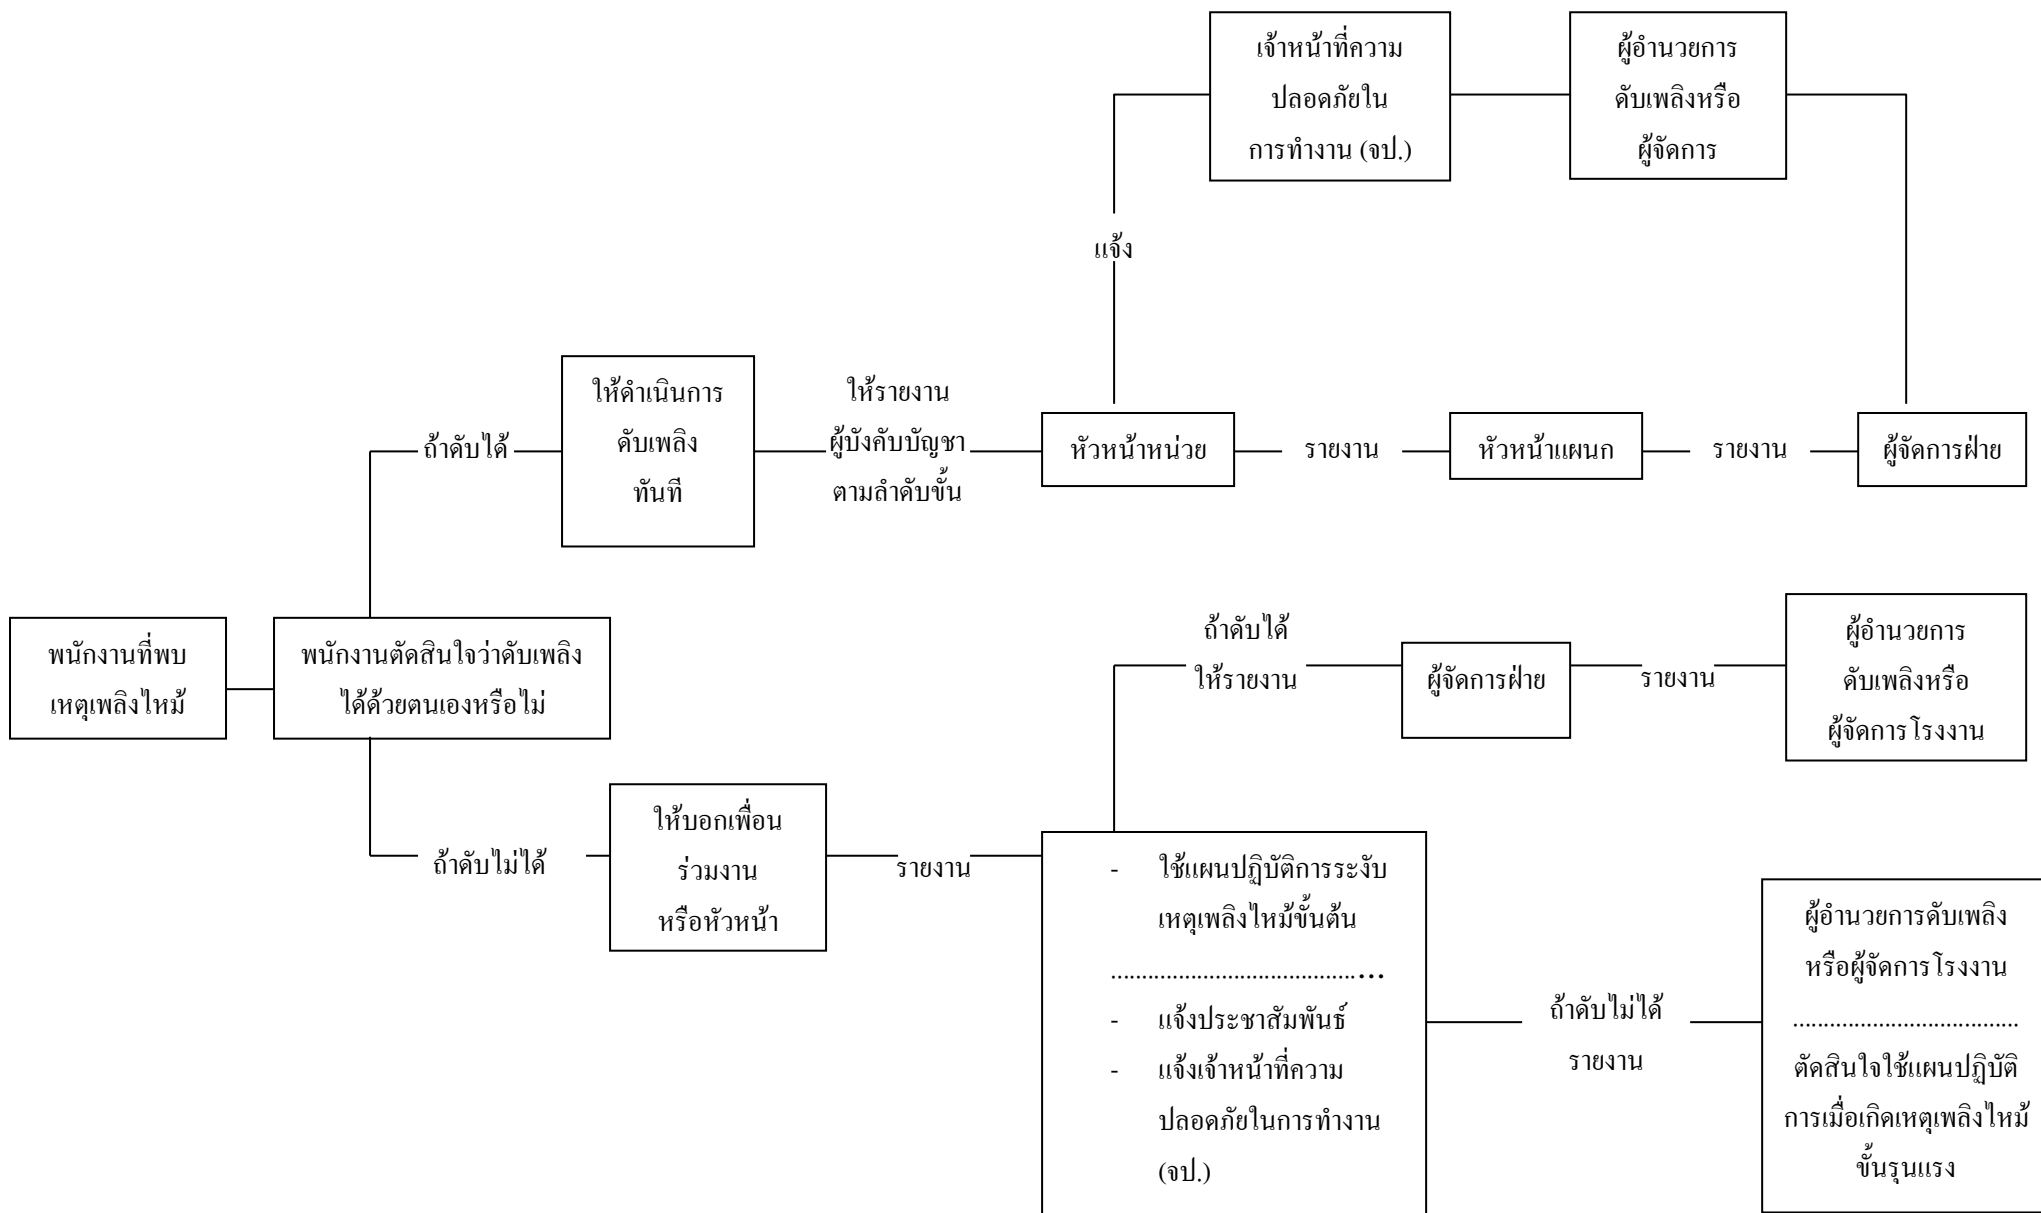 เจ้าหน้าที่ความ
ปลอดภัยใน
การทำงาน (จป.)
ผู้อำนวยการ
ดับเพลิงหรือ
ผู้จัดการ
แจ้ง
ถ้าดับได้
ให้ดำเนินการ
ดับเพลิง
ทันที
ให้รายงาน
ผู้บังคับบัญชา
ตามลำดับขั้น
หัวหน้าหน่วย
รายงาน
หัวหน้าแผนก
รายงาน
ผู้จัดการฝ่าย
พนักงานที่พบ
เหตุเพลิงไหม้
พนักงานตัดสินใจว่าดับเพลิง
ได้ด้วยตนเองหรือไม่
ถ้าดับได้
ให้รายงาน
ผู้จัดการฝ่าย
รายงาน
ผู้อำนวยการ
ดับเพลิงหรือ
ผู้จัดการโรงงาน
ถ้าดับไม่ได้
ให้บอกเพื่อน
ร่วมงาน
หรือหัวหน้า
รายงาน
- ใช้แผนปฏิบัติการระงับ
เหตุเพลิงไหม้ขั้นต้น
..........................................
- แจ้งประชาสัมพันธ์
- แจ้งเจ้าหน้าที่ความ
ปลอดภัยในการทำงาน
(จป.)
ถ้าดับไม่ได้
รายงาน
ผู้อำนวยการดับเพลิง
หรือผู้จัดการโรงงาน
....................................
ตัดสินใจใช้แผนปฏิบัติ
การเมื่อเกิดเหตุเพลิงไหม้
ขั้นรุนแรง